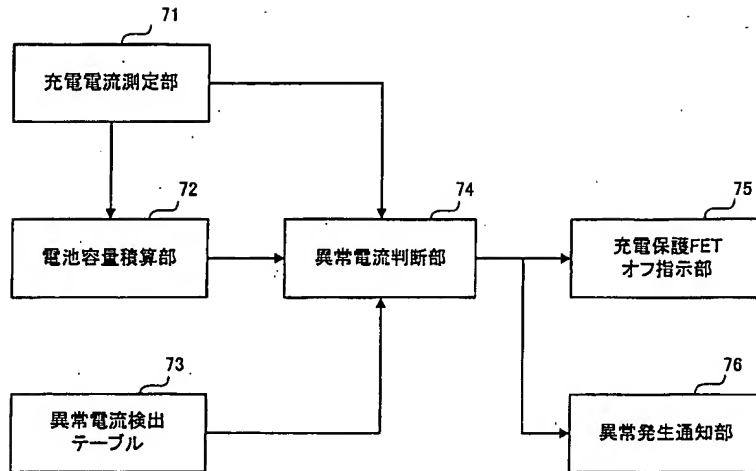 71
充電電流測定部
72
電池容量積算部
74
異常電流判断部
75
充電保護FET
オフ指示部
73
異常電流検出
テーブル
76
異常発生通知部